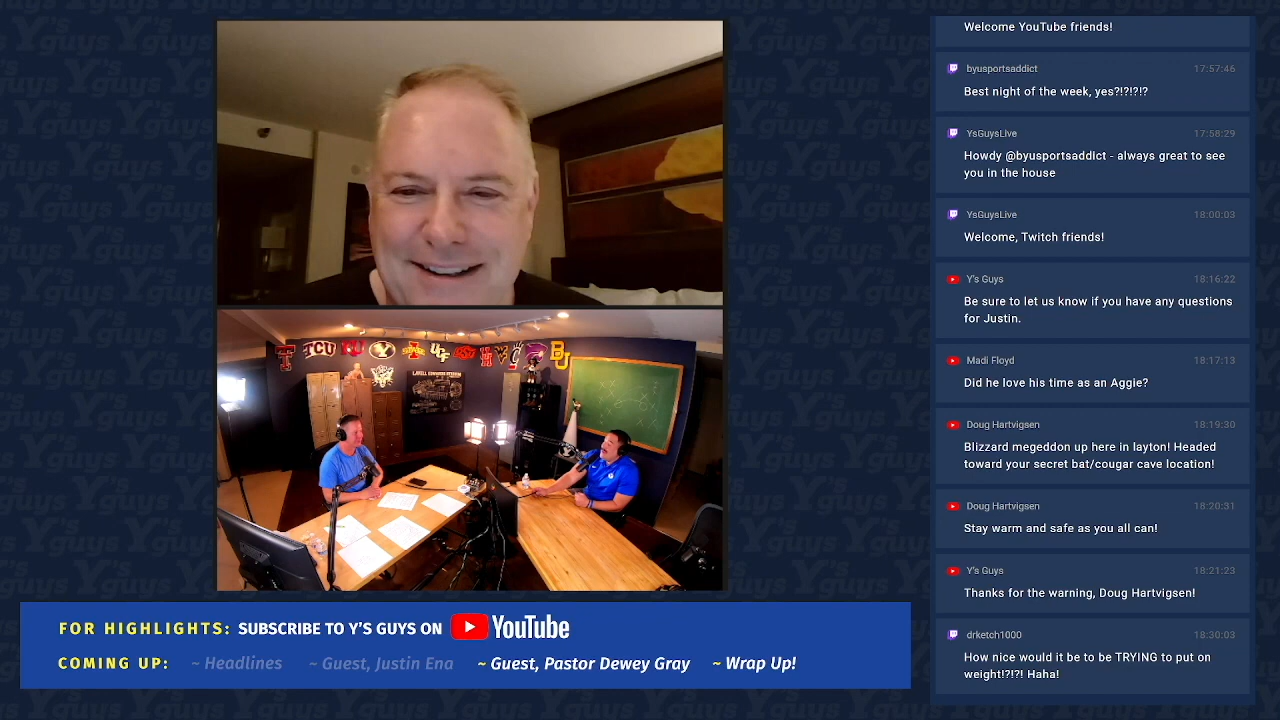 Welcome YouTube friends!
byusportsaddict 17:57:46
Best night of the week, yes?!?!?!?
YsGuysLive 17:58:29
Howdy @byusportsaddict - always great to see
you in the house
YsGuysLive 18:00:03
Welcome, Twitch friends!
Y's Guys 18:16:22
Be sure to let us know if you have any questions
for Justin.
Madi Floyd 18:17:13
Did he love his time as an Aggie?
Doug Hartvigsen 18:19:30
Blizzard megeddon up here in layton! Headed
toward your secret bat/cougar cave location!
Doug Hartvigsen 18:20:31
Stay warm and safe as you all can!
Y's Guys 18:21:23
Thanks for the warning, Doug Hartvigsen!
drketch1000 18:30:03
How nice would it be to be TRYING to put on
weight!?!?! Haha!
TCU
UCF
BU
LAVELL EDWARDS STADIUM
FOR HIGHLIGHTS: SUBSCRIBE TO Y'S GUYS ON YouTube
COMING UP: ~ Headlines ~ Guest, Justin Ena ~ Guest, Pastor Dewey Gray ~ Wrap Up!